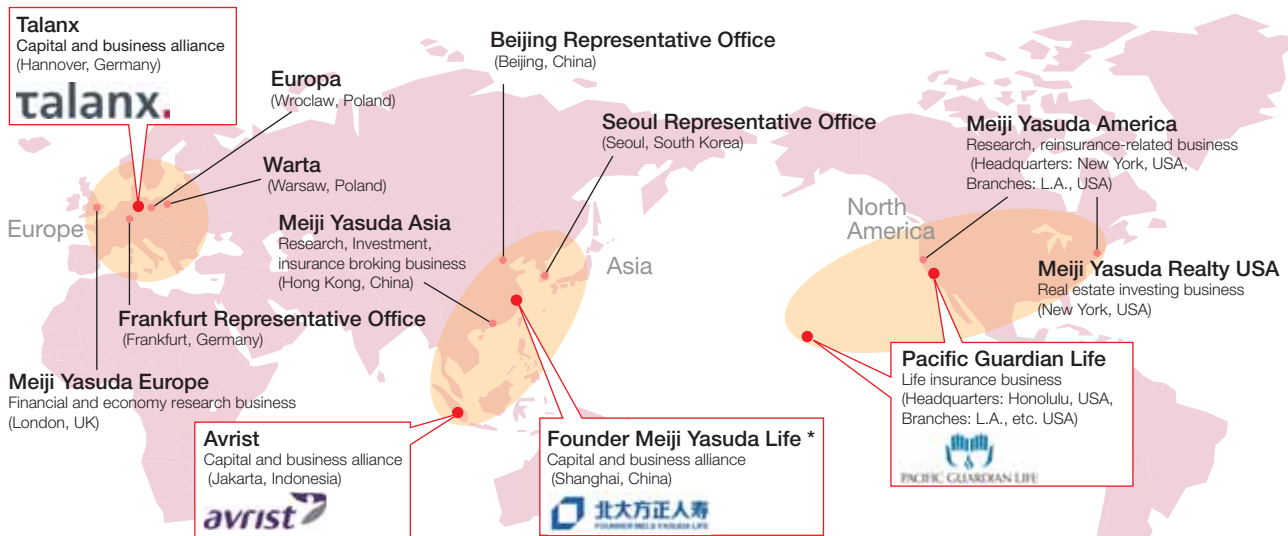 Talanx
Capital and business alliance
(Hannover, Germany)
talanx.
Europa
(Wroclaw, Poland)
Warta
(Warsaw, Poland)
Europe
Frankfurt Representative Office
(Frankfurt, Germany)
Meiji Yasuda Europe
Financial and economy research business
(London, UK)
Beijing Representative Office
(Beijing, China)
Seoul Representative Office
(Seoul, South Korea)
Meiji Yasuda Asia
Research, Investment,
insurance broking business
(Hong Kong, China)
Asia
Avrist
Capital and business alliance
(Jakarta, Indonesia)
avrist
Founder Meiji Yasuda Life *
Capital and business alliance
(Shanghai, China)
北大方正人寿
FOUNDER MEIJI YASUDA LIFE
Meiji Yasuda America
Research, reinsurance-related business
(Headquarters: New York, USA,
Branches: L.A., USA)
North
America
Meiji Yasuda Realty USA
Real estate investing business
(New York, USA)
Pacific Guardian Life
Life insurance business
(Headquarters: Honolulu, USA,
Branches: L.A., etc. USA)
PACIFIC GUARDIAN LIFE